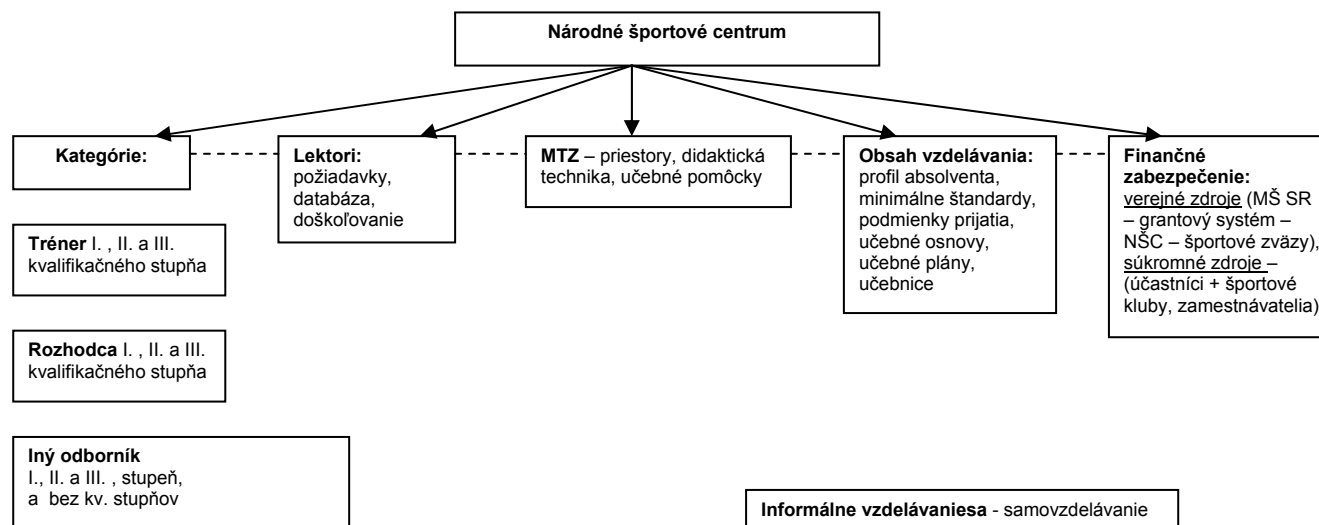 Národné športové centrum
Kategórie:
Lektori:
požiadavky,
databáza,
doškoľovanie
MTZ – priestory, didaktická
technika, učebné pomôcky
Obsah vzdelávania:
profil absolventa,
minimálne štandardy,
podmienky prijatia,
učebné osnovy,
učebné plány,
učebnice
Finančné
zabezpečenie:
verejné zdroje (MŠ SR
– grantový systém –
NŠC – športové zväzy),
súkromné zdroje –
(účastníci + športové
kluby, zamestnávatelia)
Tréner I. , II. a III.
kvalifikačného stupňa
Rozhodca I. , II. a III.
kvalifikačného stupňa
Iný odborník
I., II. a III. , stupeň,
a bez kv. stupňov
Informálne vzdelávaniesa - samovzdelávanie